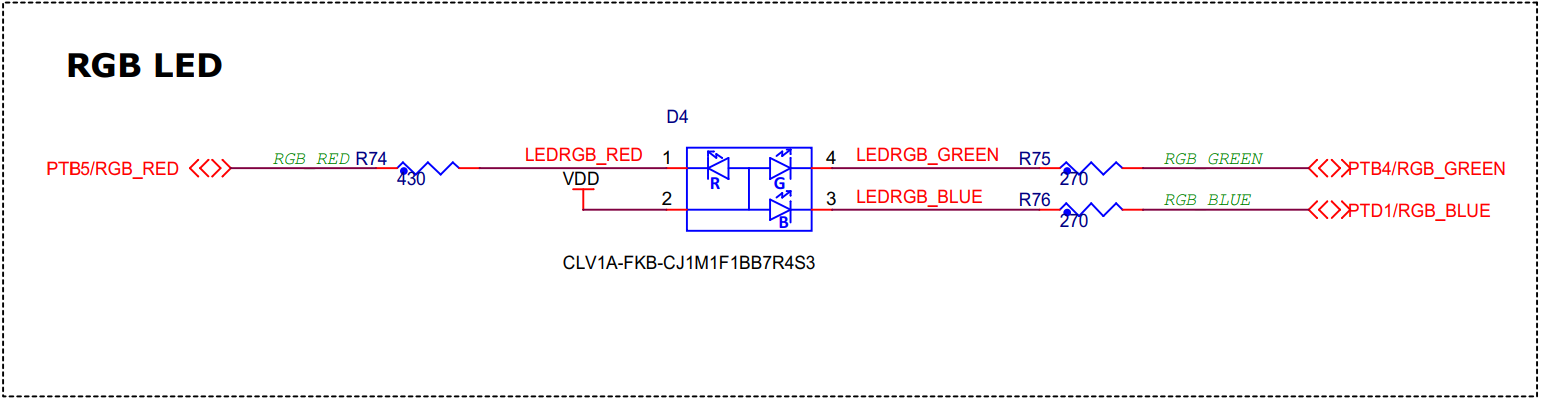 RGB LED
D4
PTB5/RGB_RED
RGB_RED
R74
430
LEDRGB_RED
1
R
G
4
LEDRGB_GREEN
R75
270
RGB_GREEN
PTB4/RGB_GREEN
VDD
2
B
3
LEDRGB_BLUE
R76
270
RGB_BLUE
PTD1/RGB_BLUE
CLV1A-FKB-CJ1M1F1BB7R4S3